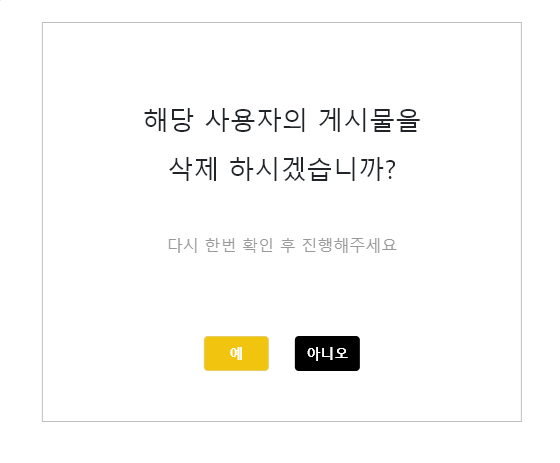 해당 사용자의 게시물을
삭제 하시겠습니까?
다시 한번 확인 후 진행해주세요
예
아니오